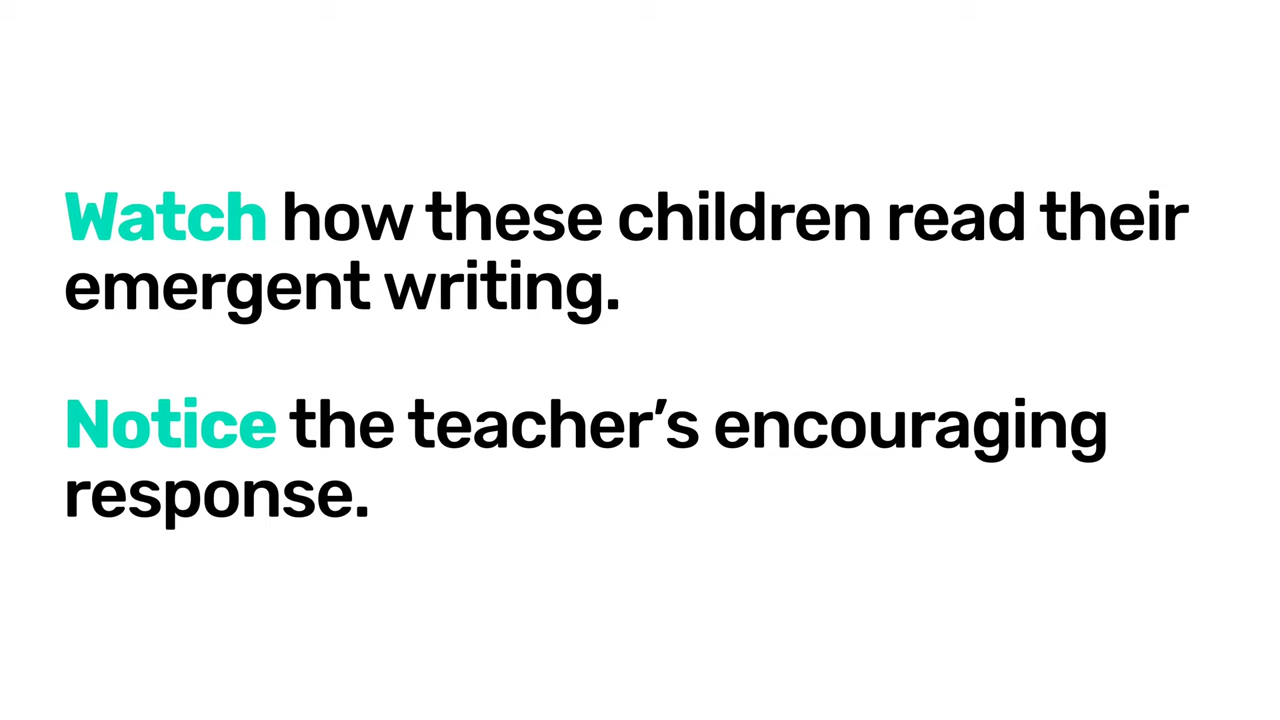 Watch how these children read their
emergent writing.
Notice the teacher’s encouraging
response.